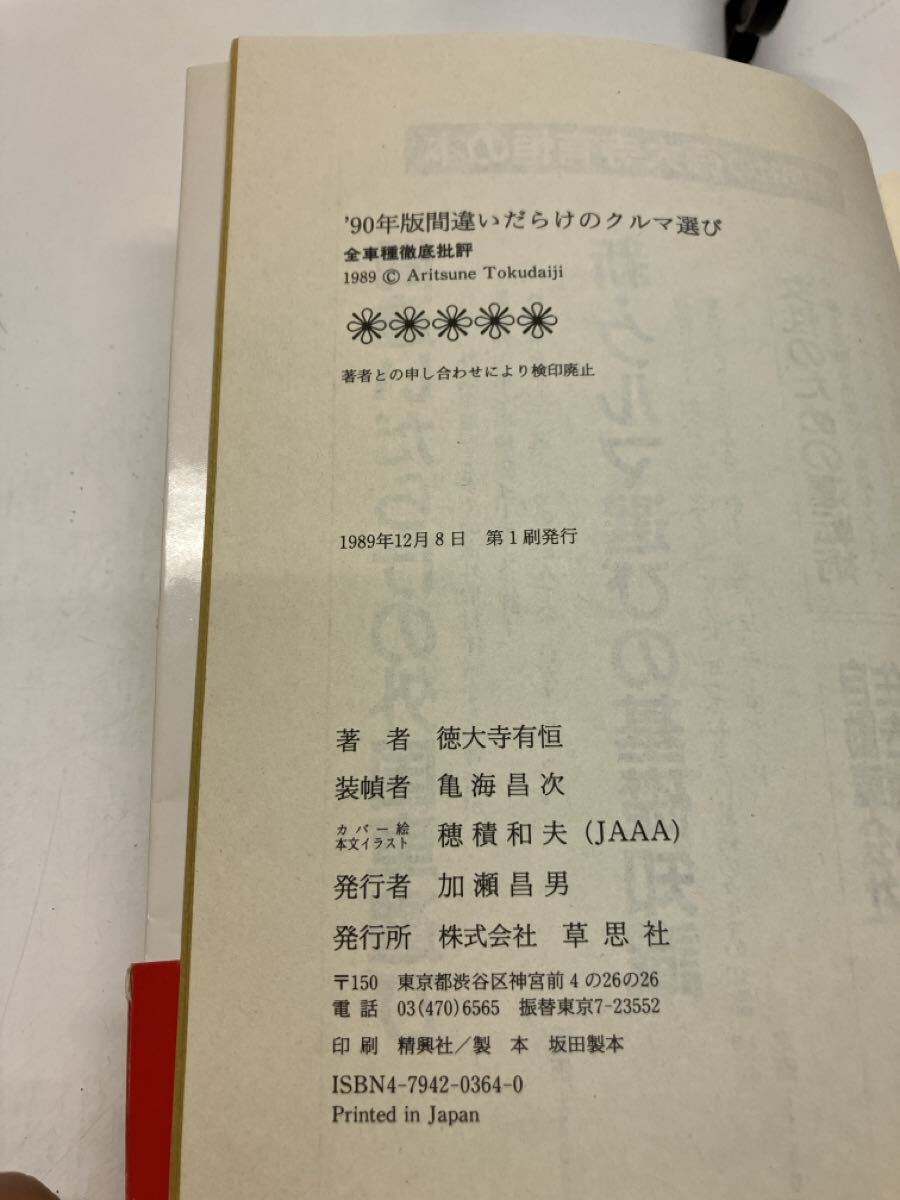 '90年版間違いだらけのクルマ選び
全車種徹底批評
1989 © Aritsune Tokudaiji
著者との申し合わせにより検印廃止
1989年12月8日 第1刷発行
著者 徳大寺有恒
装幀者 亀海昌次
カバー絵
本文イラスト 穂積和夫(JAAA)
発行者 加瀬昌男
発行所 株式会社 草思社
〒150 東京都渋谷区神宮前4の26の26
電話 03(470)6565 振替東京7-23552
印刷 精興社/製本 坂田製本
ISBN4-7942-0364-0
Printed in Japan